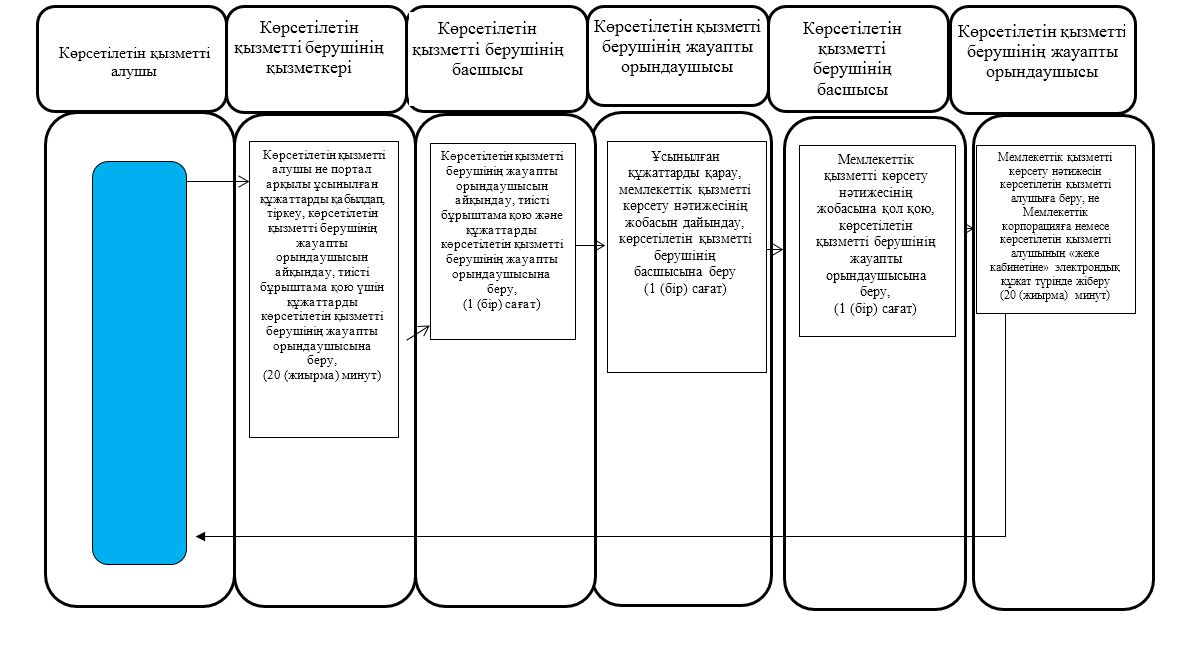 Көрсетілетін қызметті
алушы
Көрсетілетін
қызметті берушінің
қызметкері
Көрсетілетін
қызметті берушінің
басшысы
Көрсетілетін қызметті
берушінің жауапты
орындаушысы
Көрсетілетін
қызметті
берушінің
басшысы
Көрсетілетін қызметті
берушінің жауапты
орындаушысы
Көрсетілетін қызметті
алушы не портал
арқылы ұсынылған
құжаттарды қабылдап,
тіркеу, көрсетілетін
қызметті берушінің
жауапты
орындаушысын
айқындау, тиісті
бұрыштама қою үшін
құжаттарды
көрсетілетін қызметті
берушінің жауапты
орындаушысына
беру,
(20 (жиырма) минут)
Көрсетілетін қызметті
берушінің жауапты
орындаушысын
айқындау, тиісті
бұрыштама қою және
құжаттарды
көрсетілетін қызметті
берушінің жауапты
орындаушысына
беру,
(1 (бір) сағат)
Ұсынылған
құжаттарды қарау,
мемлекеттік қызметті
көрсету нәтижесінің
жобасын дайындау,
көрсетілетін қызметті
берушінің
басшысына беру
(1 (бір) сағат)
Мемлекеттік
қызметті көрсету
нәтижесінің
жобасына қол қою,
көрсетілетін
қызметті берушінің
жауапты
орындаушысына
беру,
(1 (бір) сағат)
Мемлекеттік қызметті
көрсету нәтижесін
көрсетілетін қызметті
алушыға беру, не
Мемлекеттік
корпорацияға немесе
көрсетілетін қызметті
алушының «жеке
кабинетіне» электрондық
құжат түрінде жіберу
(20 (жиырма) минут)